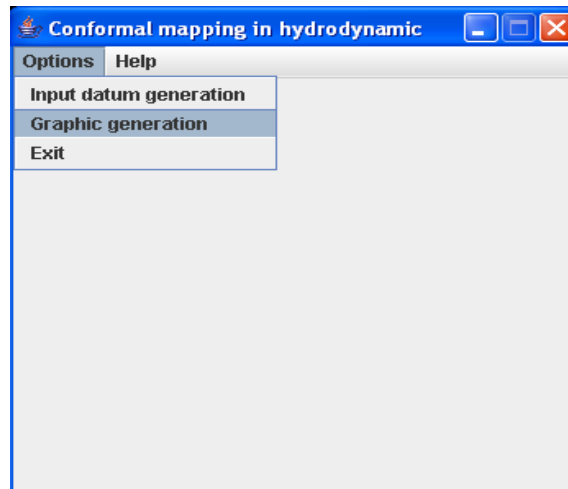 Conformal mapping in hydrodynamic
Options Help
Input datum generation
Graphic generation
Exit